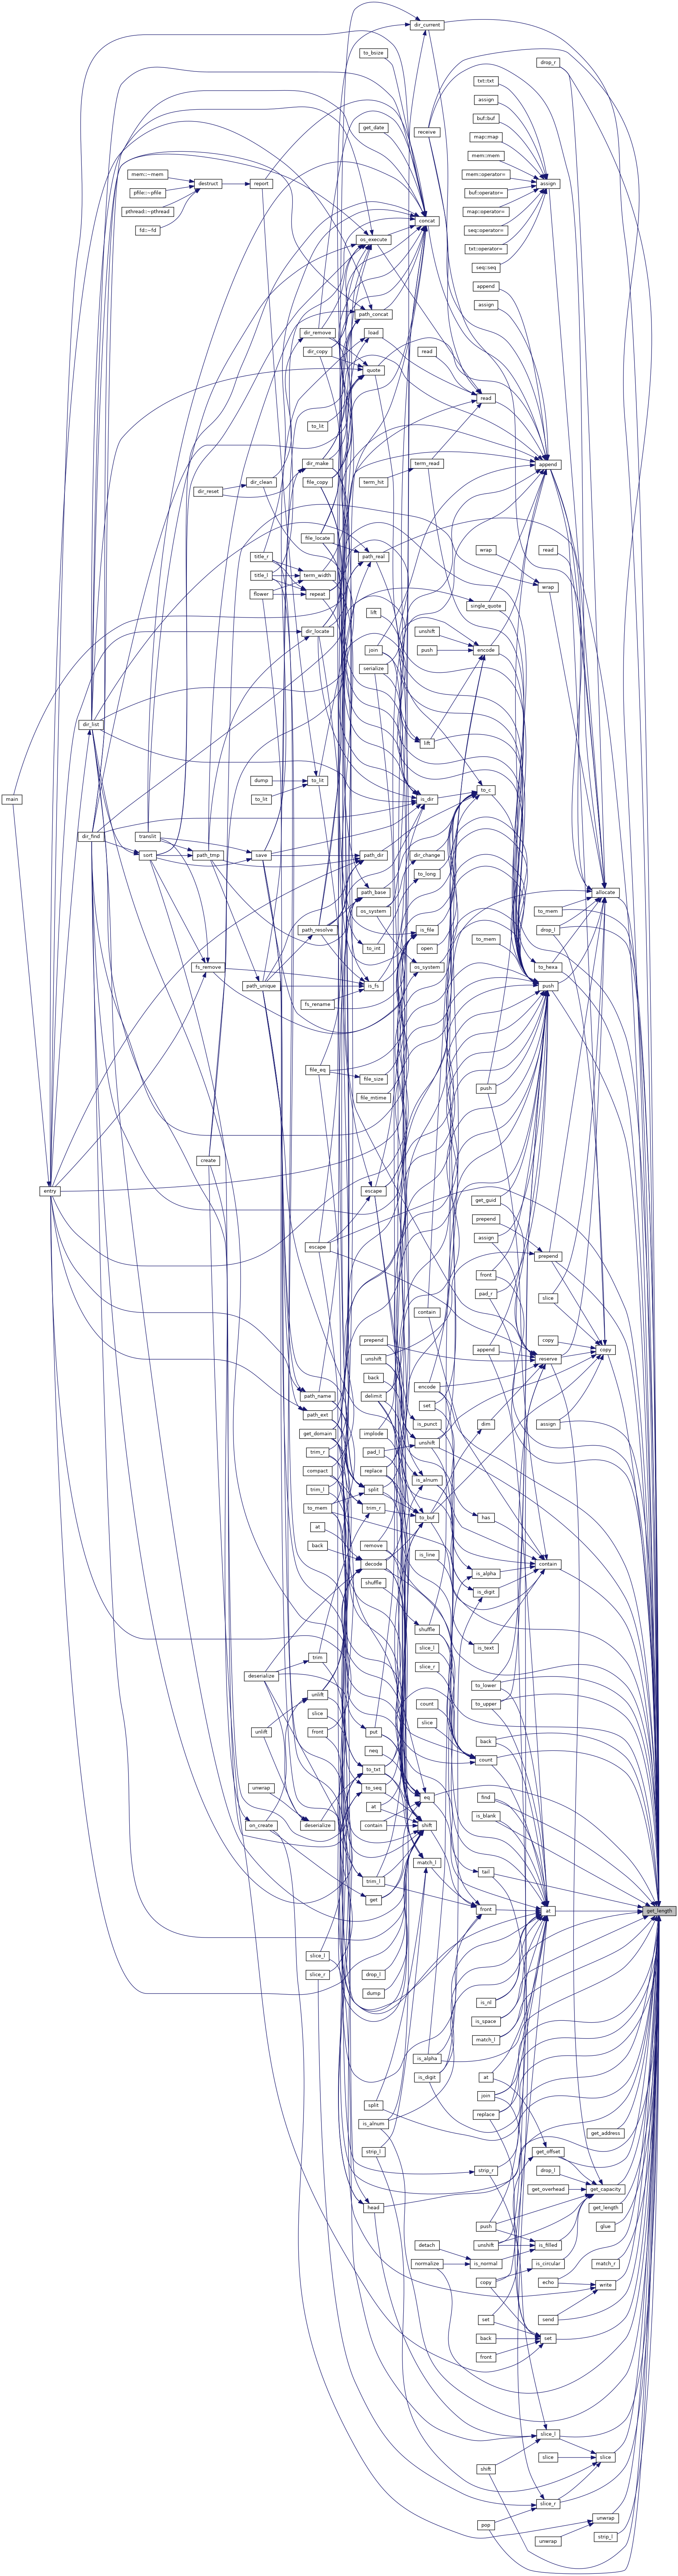 dir_current
to_bsize
drop_r
txt::txt
assign
buf::buf
get_date
receive
map::map
mem::mem
mem::~mem
mem::operator=
destruct
report
assign
pfile::~pfile
buf::operator=
pthread::~pthread
map::operator=
concat
fd::~fd
seq::operator=
os_execute
txt::operator=
seq::seq
append
assign
path_concat
dir_remove
load
dir_copy
read
quote
read
to_lit
dir_make
term_read
append
dir_clean
file_copy
term_hit
dir_reset
file_locate
wrap
read
title_r
path_real
title_l
term_width
wrap
flower
repeat
single_quote
lift
dir_locate
unshift
join
push
encode
serialize
lift
dir_list
dump
to_lit
to_c
to_lit
is_dir
main
dir_find
translit
sort
path_tmp
save
path_dir
dir_change
to_long
path_base
allocate
os_system
to_mem
path_resolve
is_file
drop_l
to_int
open
to_mem
fs_remove
os_system
to_hexa
path_unique
is_fs
push
fs_rename
file_eq
file_size
push
file_mtime
create
entry
escape
get_guid
prepend
escape
assign
prepend
front
pad_r
slice
contain
prepend
copy
append
copy
unshift
reserve
back
encode
path_name
delimit
set
path_ext
is_punct
dim
assign
get_domain
implode
unshift
trim_r
pad_l
compact
replace
is_alnum
trim_l
split
to_mem
trim_r
to_buf
has
at
back
remove
is_line
decode
contain
is_alpha
shuffle
is_digit
trim
shuffle
deserialize
slice_l
is_text
unlift
slice_r
to_lower
slice
count
to_upper
unlift
front
put
slice
back
neq
count
unwrap
to_txt
to_seq
find
on_create
deserialize
at
eq
is_blank
contain
shift
match_l
tail
trim_l
get
front
at
get_length
slice_l
slice_r
drop_l
is_nl
dump
is_space
match_l
is_alpha
is_digit
at
split
join
is_alnum
replace
get_address
strip_l
get_offset
strip_r
drop_l
get_overhead
get_capacity
head
push
get_length
detach
unshift
is_filled
glue
normalize
is_normal
is_circular
match_r
copy
echo
write
set
send
back
set
front
slice_l
shift
slice
slice
slice_r
pop
unwrap
unwrap
strip_l